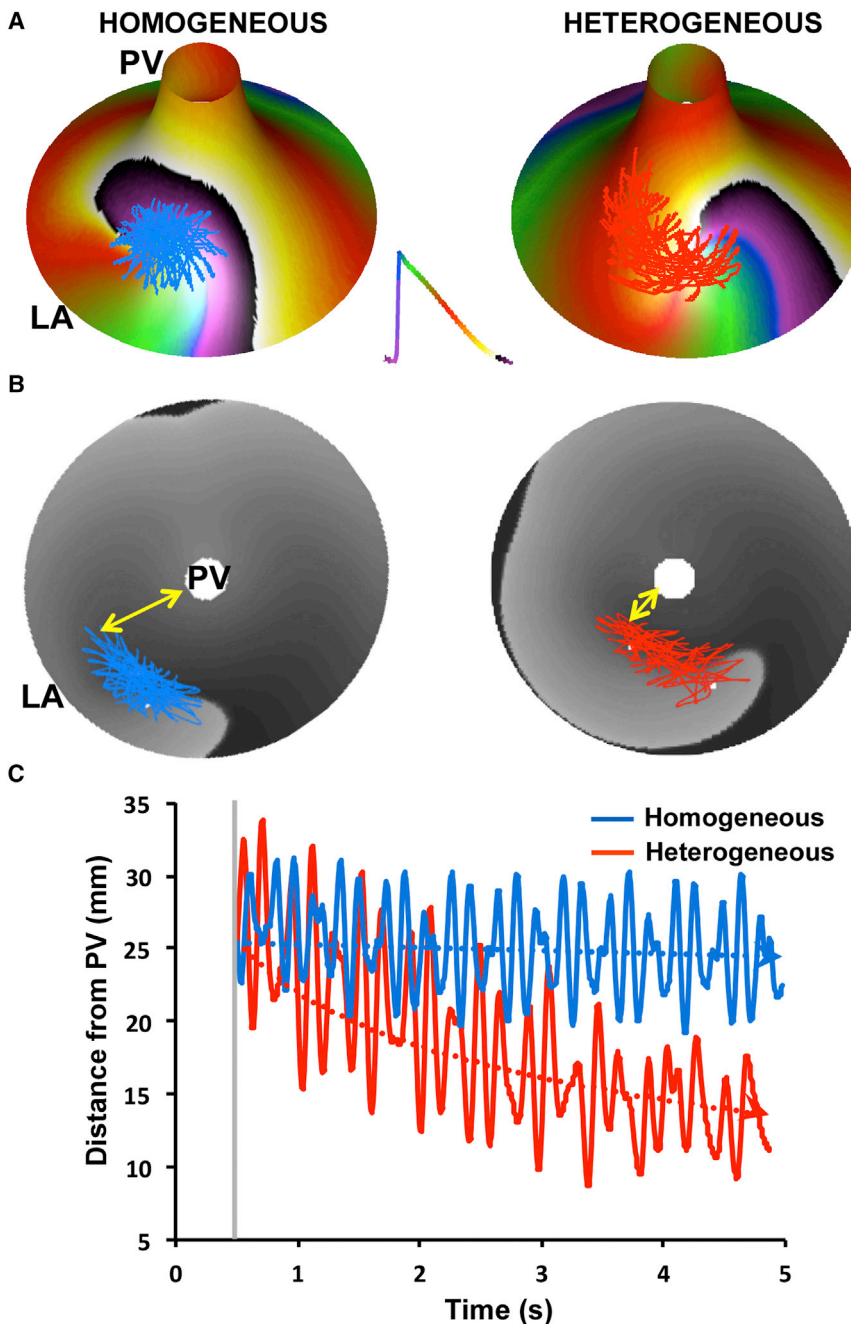 A
HOMOGENEOUS
HETEROGENEOUS
PV
LA
B
PV
LA
C
Homogeneous
Heterogeneous
Distance from PV (mm)
35
30
25
20
15
10
5
0 1 2 3 4 5
Time (s)